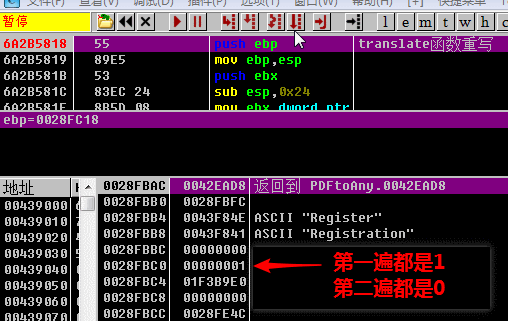 文件(F) 查看(V) 调试(D) 插件(P) 选项(T) 窗口(W) 帮助(H) [+] 快捷菜单
暂停 l e m t w h c
6A2B5818 55 push ebp translate函数重写
6A2B5819 89E5 mov ebp,esp
6A2B581B 53 push ebx
6A2B581C 83EC 24 sub esp,0x24
6A2B581F 8B5D 08 mov ebx,dword ptr
ebp=0028FC18
地址
00439000
00439010
00439020
00439030
00439040
00439050
00439060
00439070
0028FBAC 0042EAD8 返回到 PDFtoAny.0042EAD8
0028FBB0 0028FBFC
0028FBB4 0043F84E ASCII "Register"
0028FBB8 0043F841 ASCII "Registration"
0028FBBC 00000000
0028FBC0 00000001
0028FBC4 01F3B9E0
0028FBC8 00000000
0028FBCC 0028FE4C
第一遍都是1
第二遍都是0